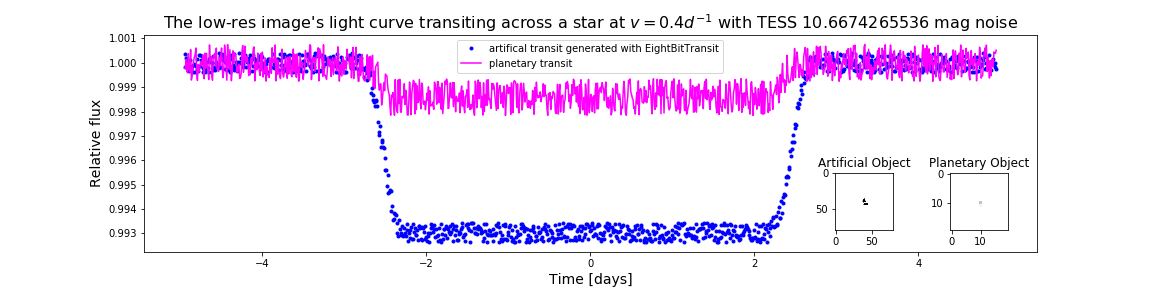 The low-res image's light curve transiting across a star at v = 0.4d⁻¹ with TESS 10.6674265536 mag noise
artifical transit generated with EightBitTransit
planetary transit
Relative flux
1.001
1.000
0.999
0.998
0.997
0.996
0.995
0.994
0.993
Artificial Object
0
50
0 50
Planetary Object
0
10
0 10
−4 −2 0 2 4
Time [days]